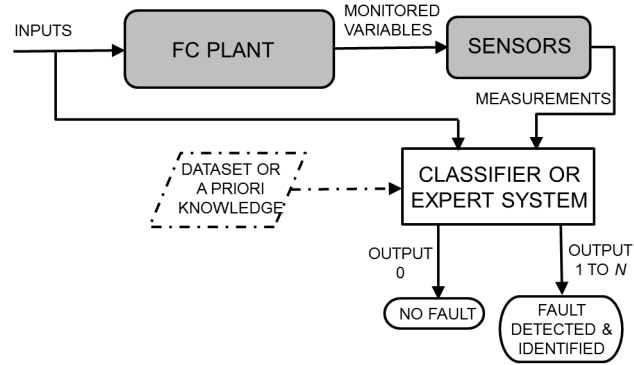 INPUTS
FC PLANT
MONITORED
VARIABLES
SENSORS
MEASUREMENTS
DATASET OR
A PRIORI
KNOWLEDGE
CLASSIFIER OR
EXPERT SYSTEM
OUTPUT
0
OUTPUT
1 TO N
NO FAULT
FAULT
DETECTED &
IDENTIFIED